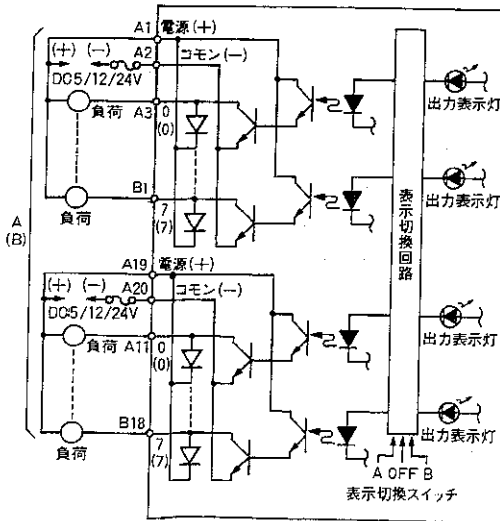 A1 電源(+)
A2 コモン(−)
(+) (−)
DC5/12/24V
負荷 A3 0
(0)
出力表示灯
B1
負荷
7
(7)
出力表示灯
A
(B)
表示切換回路
A19 電源(+)
(+) (−) A20 コモン(−)
DC5/12/24V
負荷 A11 0
(0)
出力表示灯
B18
負荷
7
(7)
出力表示灯
A OFF B
表示切換スイッチ